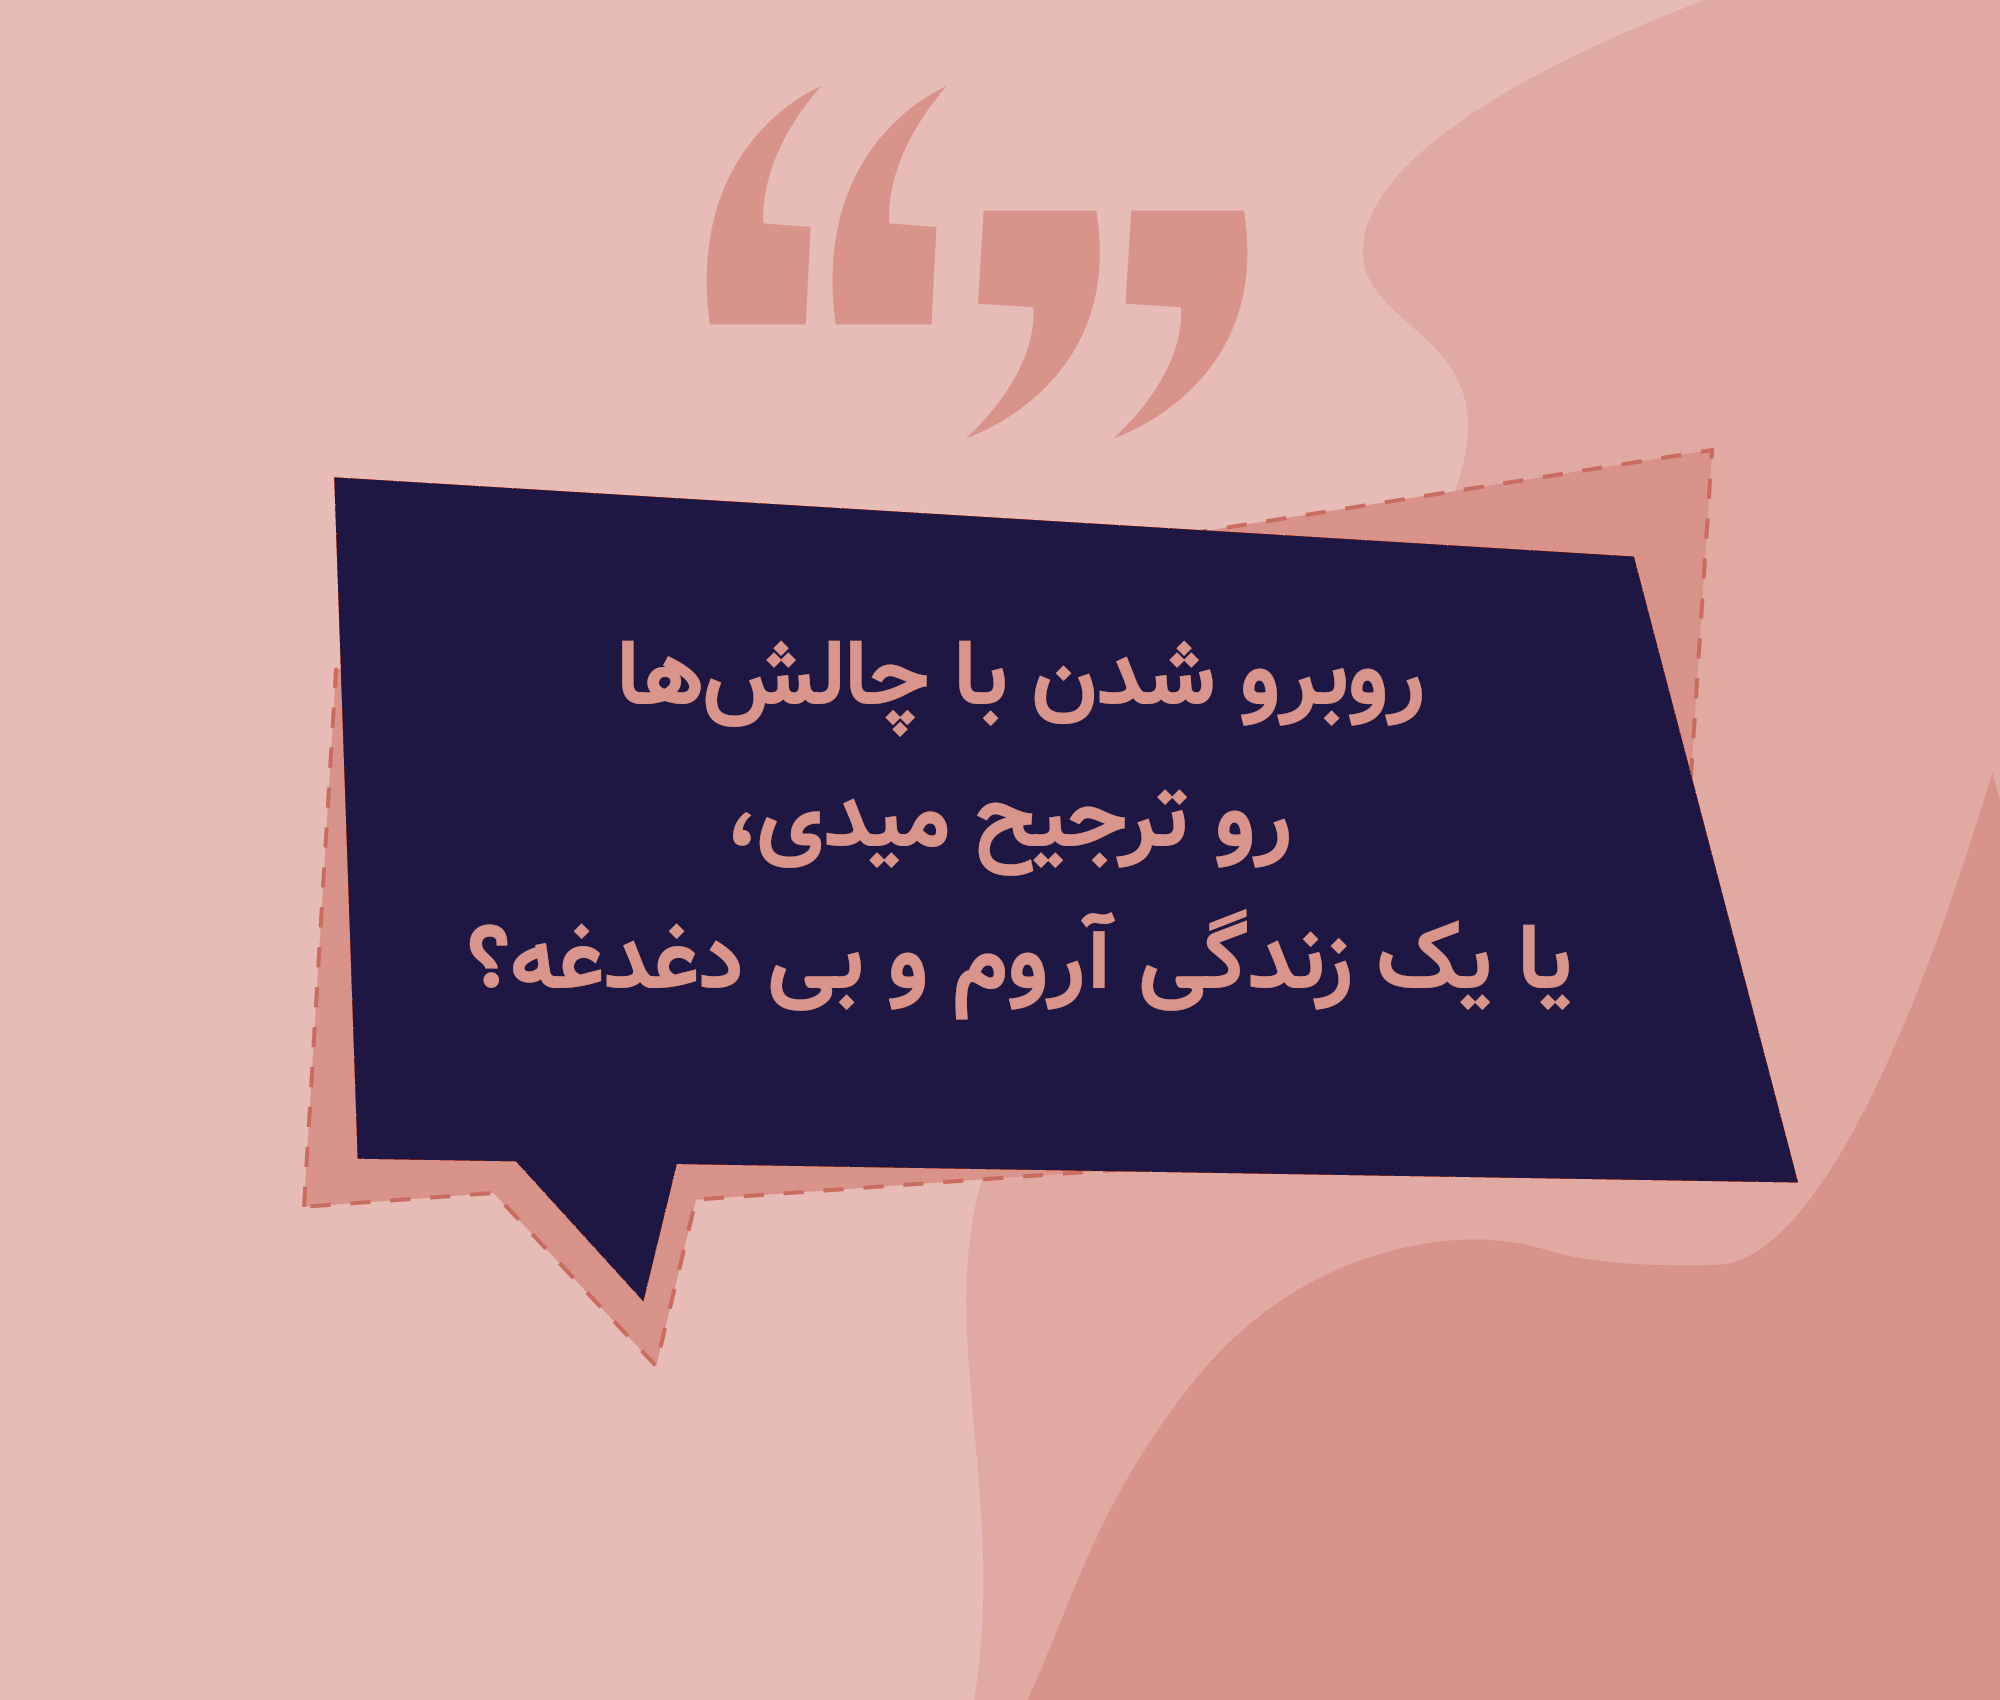 روبرو شدن با چالش‌ها
رو ترجیح میدی،
یا یک زندگی آروم و بی دغدغه؟